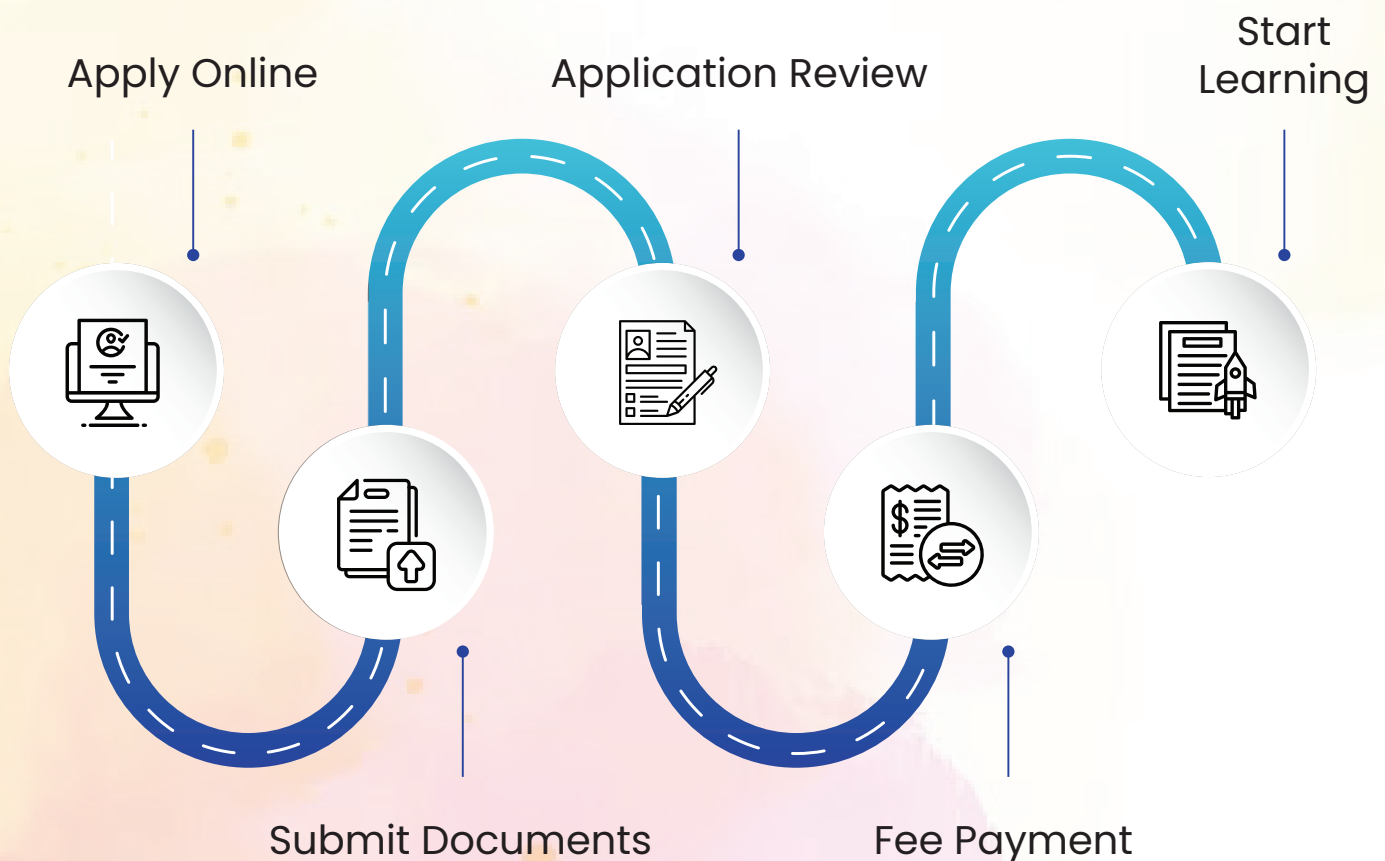 Apply Online
Submit Documents
Application Review
Fee Payment
Start
Learning